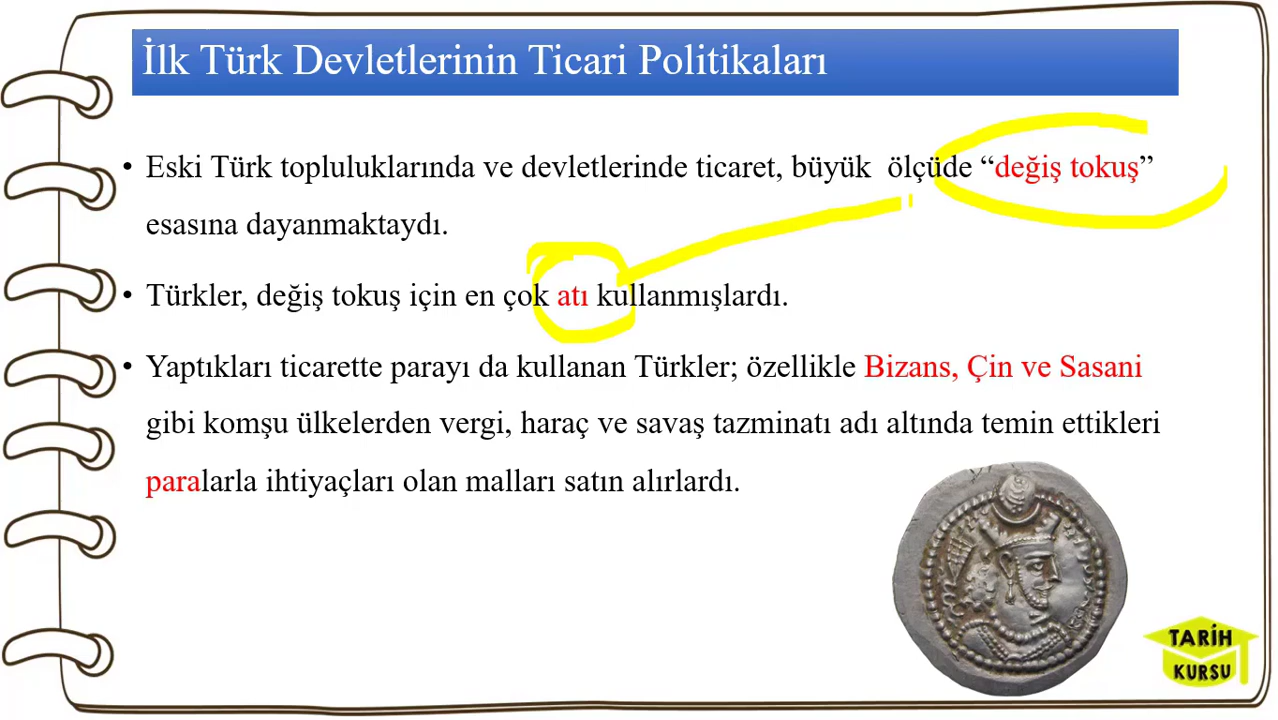 İlk Türk Devletlerinin Ticari Politikaları
• Eski Türk topluluklarında ve devletlerinde ticaret, büyük ölçüde “değiş tokuş”
esasına dayanmaktaydı.
• Türkler, değiş tokuş için en çok atı kullanmışlardı.
• Yaptıkları ticarette parayı da kullanan Türkler; özellikle Bizans, Çin ve Sasani
gibi komşu ülkelerden vergi, haraç ve savaş tazminatı adı altında temin ettikleri
paralarla ihtiyaçları olan malları satın alırlardı.
TARİH
KURSU